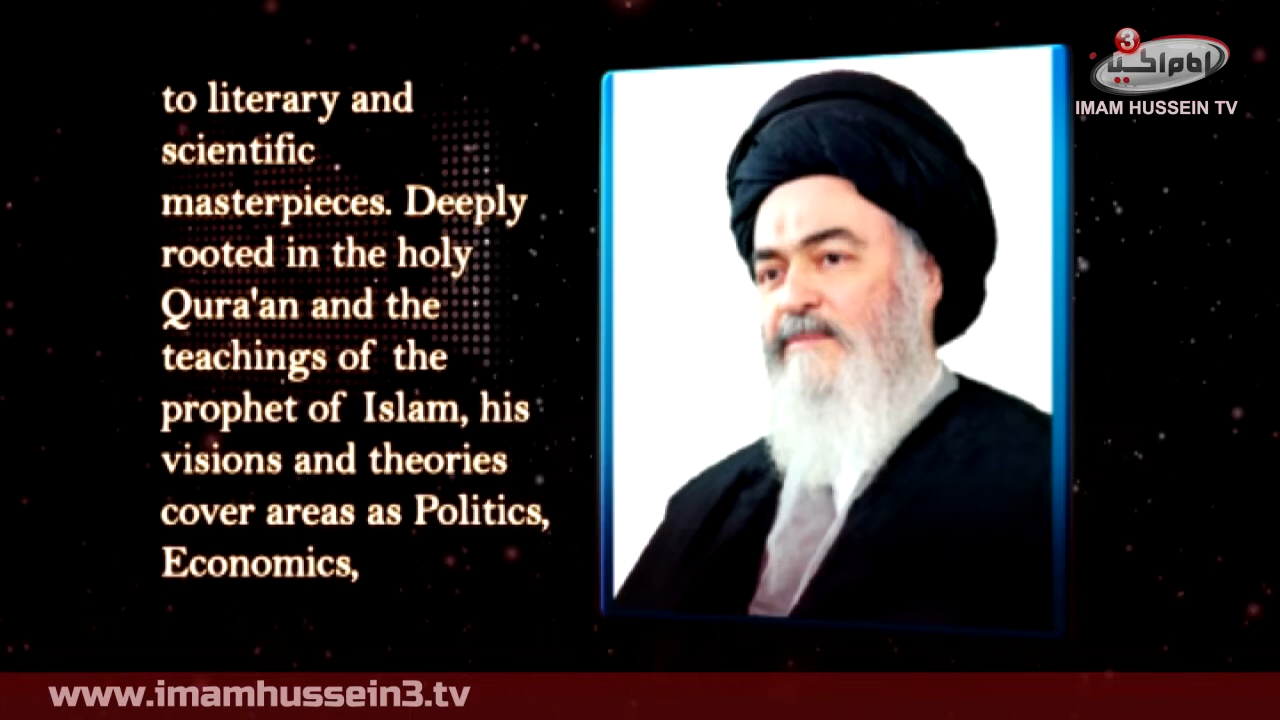 to literary and
scientific
masterpieces. Deeply
rooted in the holy
Qura'an and the
teachings of the
prophet of Islam, his
visions and theories
cover areas as Politics,
Economics,
3
IMAM HUSSEIN TV
www.imamhussein3.tv